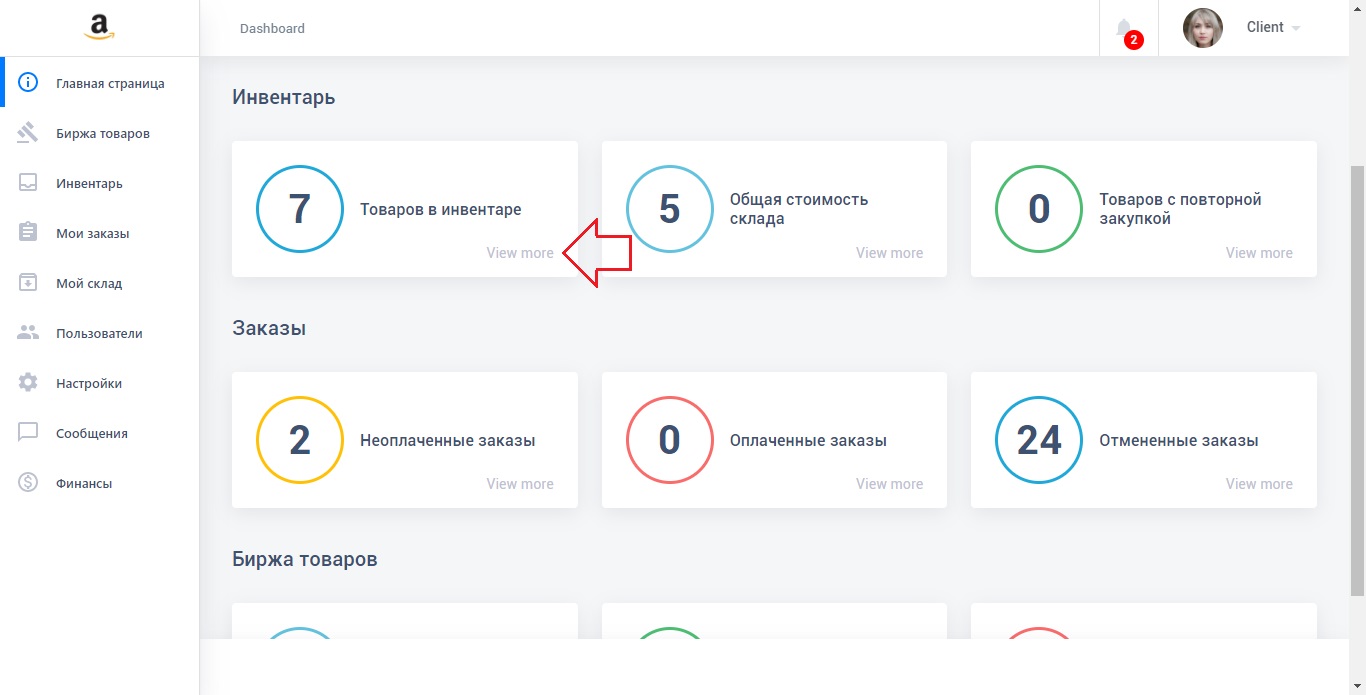 a
Dashboard
2
Client
Главная страница
Биржа товаров
Инвентарь
Мои заказы
Мой склад
Пользователи
Настройки
Сообщения
Финансы
Инвентарь
7
Товаров в инвентаре
View more
5
Общая стоимость
склада
View more
0
Товаров с повторной
закупкой
View more
Заказы
2
Неоплаченные заказы
View more
0
Оплаченные заказы
View more
24
Отмененные заказы
View more
Биржа товаров